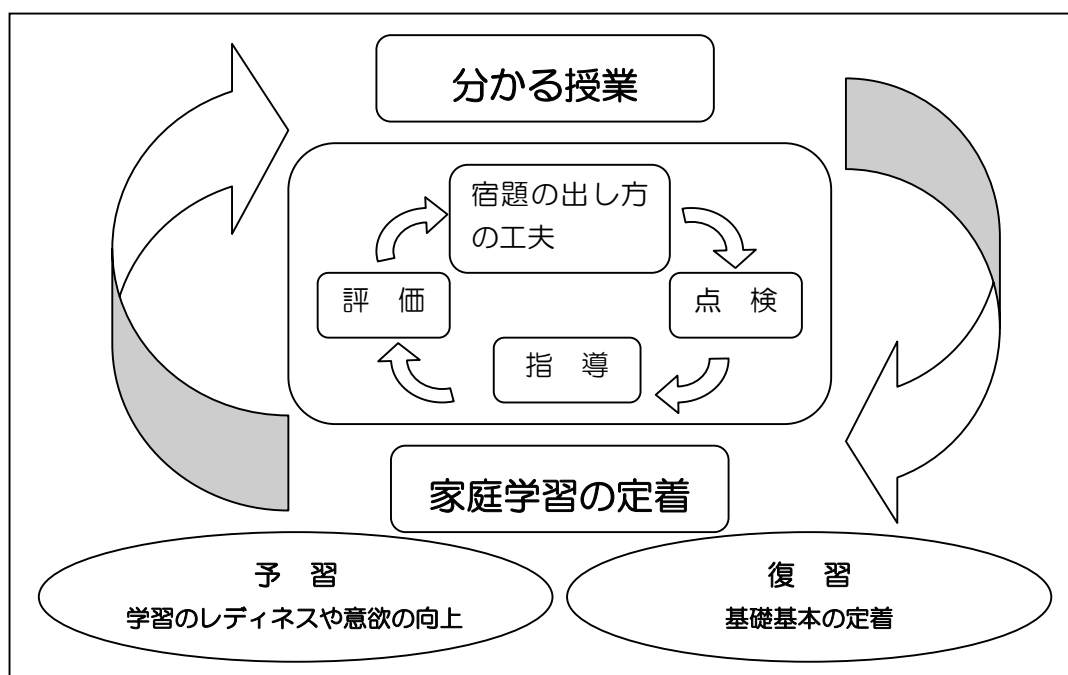 分かる授業
宿題の出し方
の工夫
評　価
点　検
指　導
家庭学習の定着
予　習
学習のレディネスや意欲の向上
復　習
基礎基本の定着